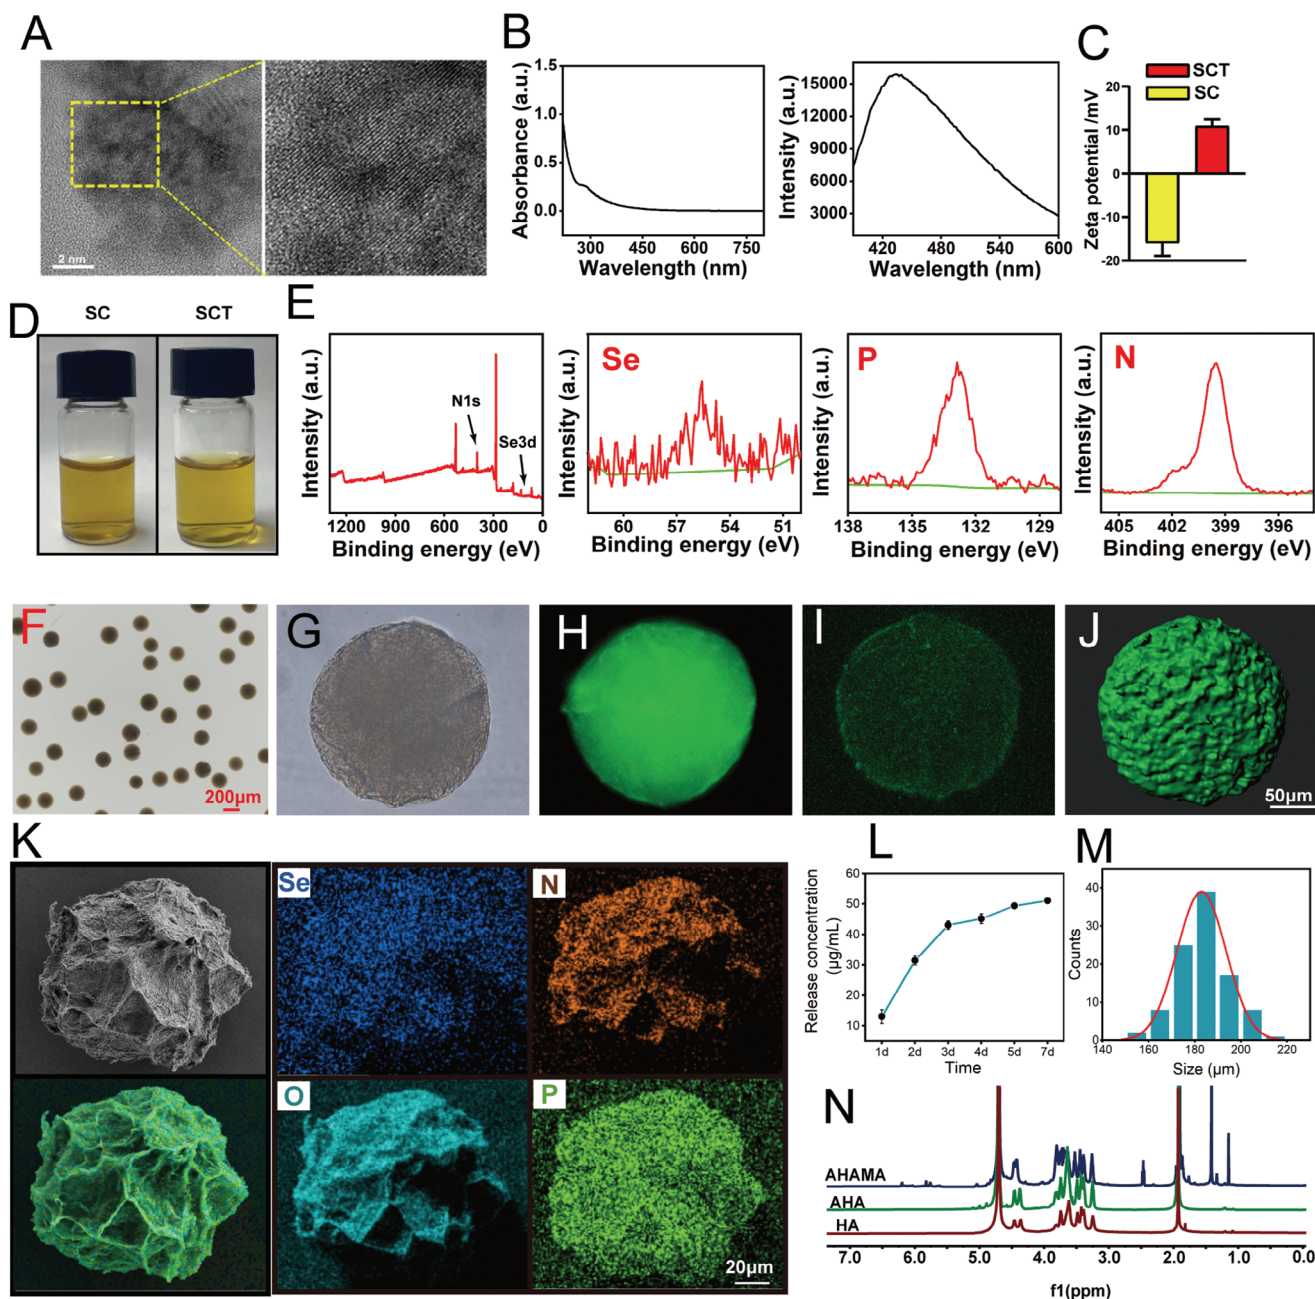 A
2 nm
B
Absorbance (a.u.)
1.5
1.0
0.5
0.0
300
450
600
750
Wavelength (nm)
Intensity (a.u.)
15000
12000
9000
6000
3000
420
480
540
600
Wavelength (nm)
C
SCT
SC
Zeta potential /mV
20
10
0
-10
-20
D
SC
SCT
E
Intensity (a.u.)
N1s
Se3d
1200
900
600
300
0
Binding energy (eV)
Intensity (a.u.)
Se
60
57
54
51
Binding energy (eV)
Intensity (a.u.)
P
138
135
132
129
Binding energy (eV)
Intensity (a.u.)
N
405
402
399
396
Binding energy (eV)
F
200μm
G
H
I
J
50μm
K
Se
N
O
P
20μm
L
Release concentration
(μg/mL)
60
50
40
30
20
10
1d
2d
3d
4d
5d
7d
Time
M
Counts
40
30
20
10
0
140
160
180
200
220
Size (μm)
N
AHAMA
AHA
HA
7.0
6.0
5.0
4.0
3.0
2.0
1.0
0.0
f1(ppm)